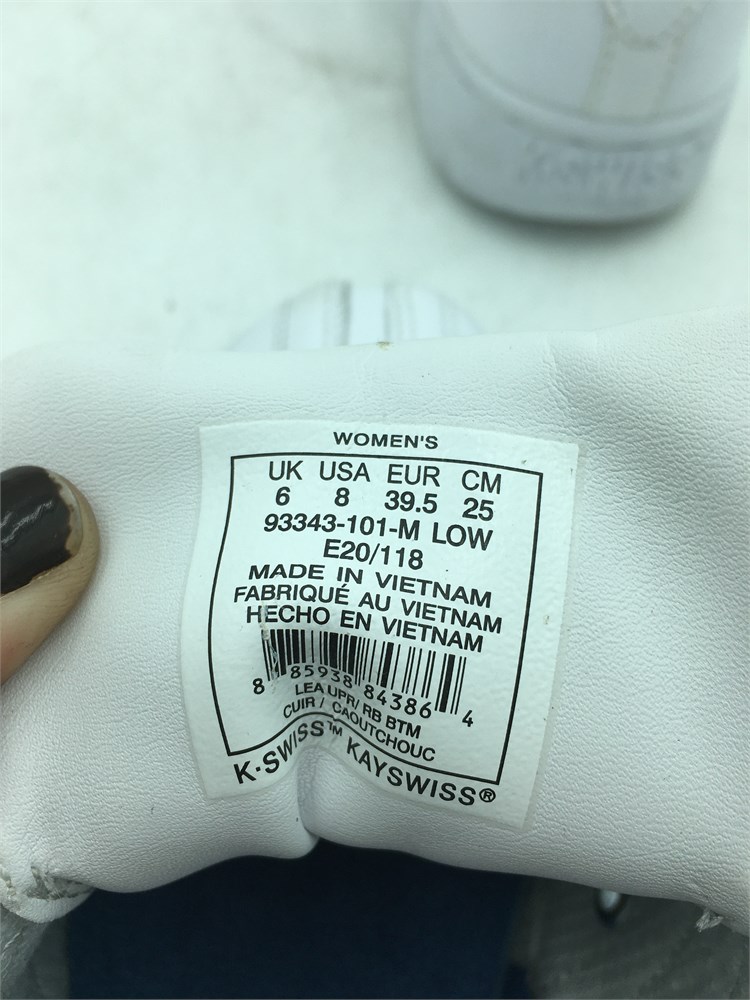 WOMEN'S
UK USA EUR CM
6 8 39.5 25
93343-101-M LOW
E20/118
MADE IN VIETNAM
FABRIQUÉ AU VIETNAM
HECHO EN VIETNAM
8 85938 84386 4
LEA UPR/ RB BTM
CUIR / CAOUTCHOUC
K·SWISS™ KAYSWISS®